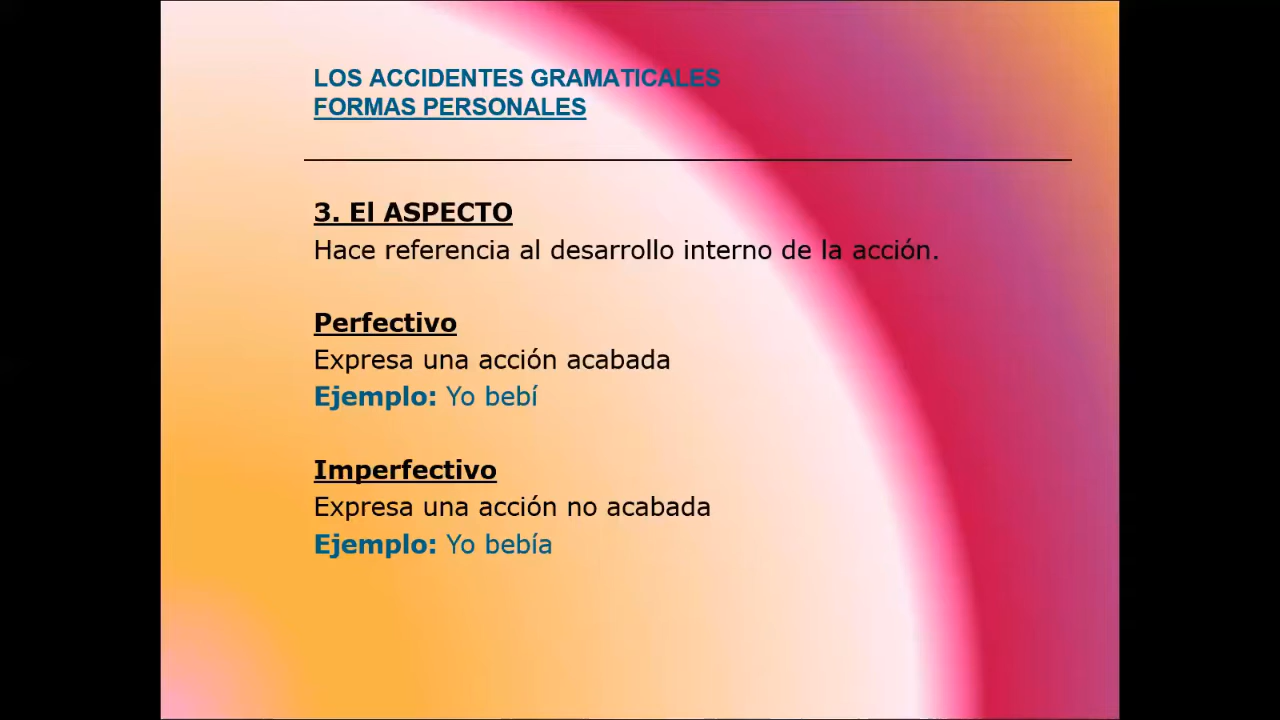 LOS ACCIDENTES GRAMATICALES
FORMAS PERSONALES
3. El ASPECTO
Hace referencia al desarrollo interno de la acción.
Perfectivo
Expresa una acción acabada
Ejemplo: Yo bebí
Imperfectivo
Expresa una acción no acabada
Ejemplo: Yo bebía